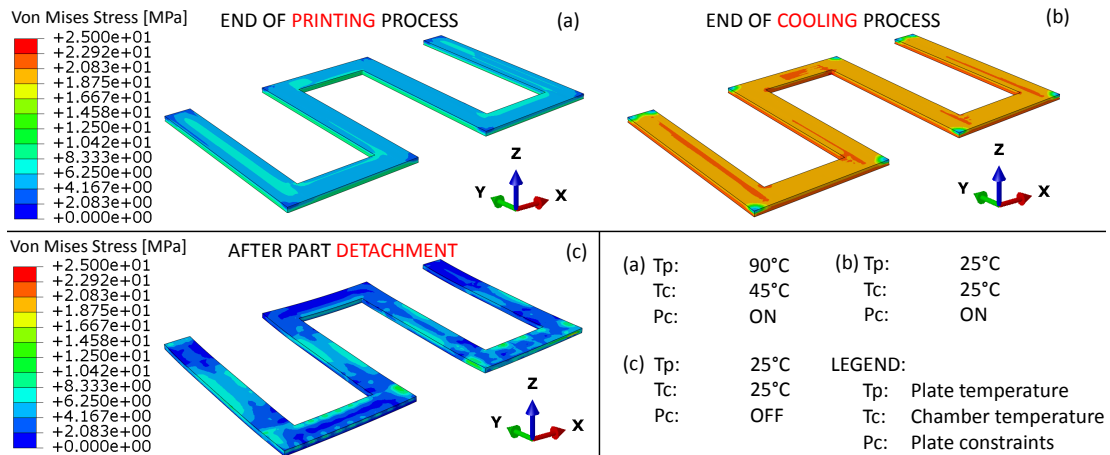 Von Mises Stress [MPa]
END OF PRINTING PROCESS
(a)
+2.500e+01
+2.292e+01
+2.083e+01
+1.875e+01
+1.667e+01
+1.458e+01
+1.250e+01
+1.042e+01
+8.333e+00
+6.250e+00
+4.167e+00
+2.083e+00
+0.000e+00
Z
Y
X
END OF COOLING PROCESS
(b)
Z
Y
X
Von Mises Stress [MPa]
AFTER PART DETACHMENT
(c)
+2.500e+01
+2.292e+01
+2.083e+01
+1.875e+01
+1.667e+01
+1.458e+01
+1.250e+01
+1.042e+01
+8.333e+00
+6.250e+00
+4.167e+00
+2.083e+00
+0.000e+00
Z
Y
X
(a) Tp: 90°C
Tc: 45°C
Pc: ON
(b) Tp: 25°C
Tc: 25°C
Pc: ON
(c) Tp: 25°C
Tc: 25°C
Pc: OFF
LEGEND:
Tp: Plate temperature
Tc: Chamber temperature
Pc: Plate constraints